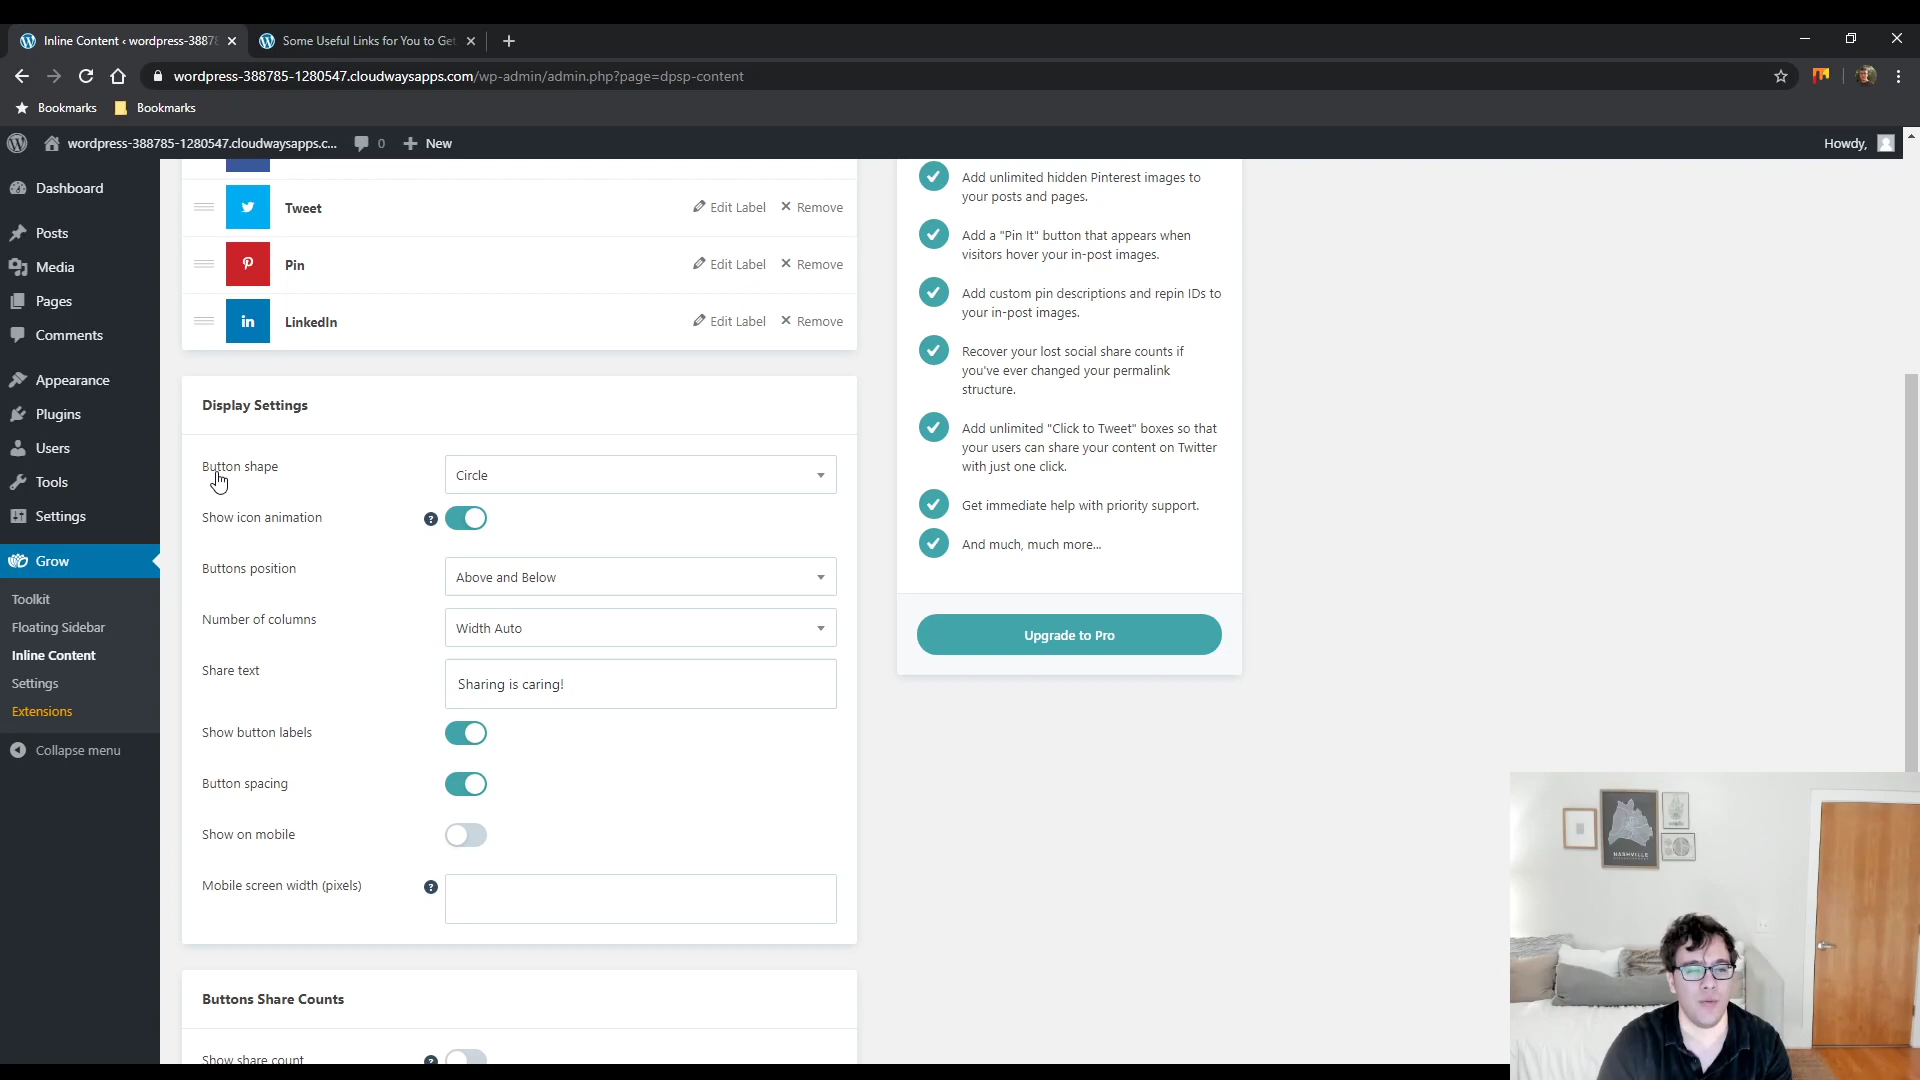 Inline Content ‹ wordpress-3887
Some Useful Links for You to Get
wordpress-388785-1280547.cloudwaysapps.com/wp-admin/admin.php?page=dpsp-content
Bookmarks
Bookmarks
wordpress-388785-1280547.cloudwaysapps.c...
0
New
Howdy,
Dashboard
Posts
Media
Pages
Comments
Appearance
Plugins
Users
Tools
Settings
Grow
Toolkit
Floating Sidebar
Inline Content
Settings
Extensions
Collapse menu
Tweet
Edit Label
Remove
Pin
Edit Label
Remove
in
LinkedIn
Edit Label
Remove
Display Settings
Button shape
Circle
Show icon animation
?
Buttons position
Above and Below
Number of columns
Width Auto
Share text
Sharing is caring!
Show button labels
Button spacing
Show on mobile
Mobile screen width (pixels)
?
Buttons Share Counts
Show share count
?
Add unlimited hidden Pinterest images to
your posts and pages.
Add a "Pin It" button that appears when
visitors hover your in-post images.
Add custom pin descriptions and repin IDs to
your in-post images.
Recover your lost social share counts if
you've ever changed your permalink
structure.
Add unlimited "Click to Tweet" boxes so that
your users can share your content on Twitter
with just one click.
Get immediate help with priority support.
And much, much more...
Upgrade to Pro
NASHVILLE